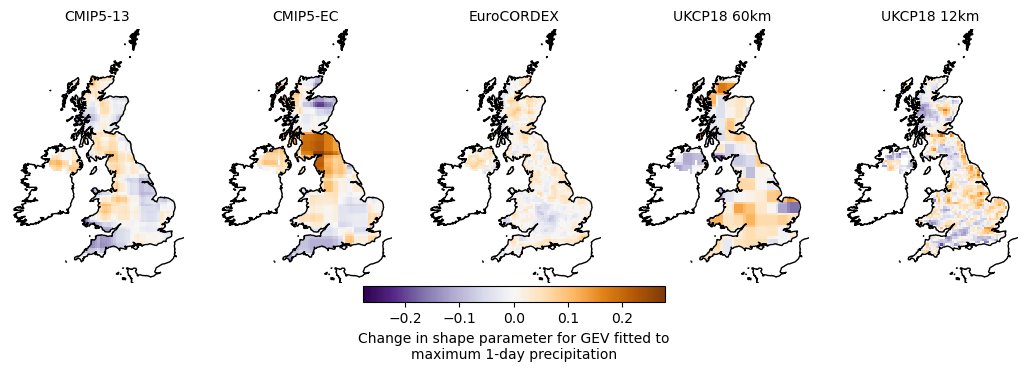 CMIP5-13 CMIP5-EC EuroCORDEX UKCP18 60km UKCP18 12km
−0.2 −0.1 0.0 0.1 0.2
Change in shape parameter for GEV fitted to
maximum 1-day precipitation